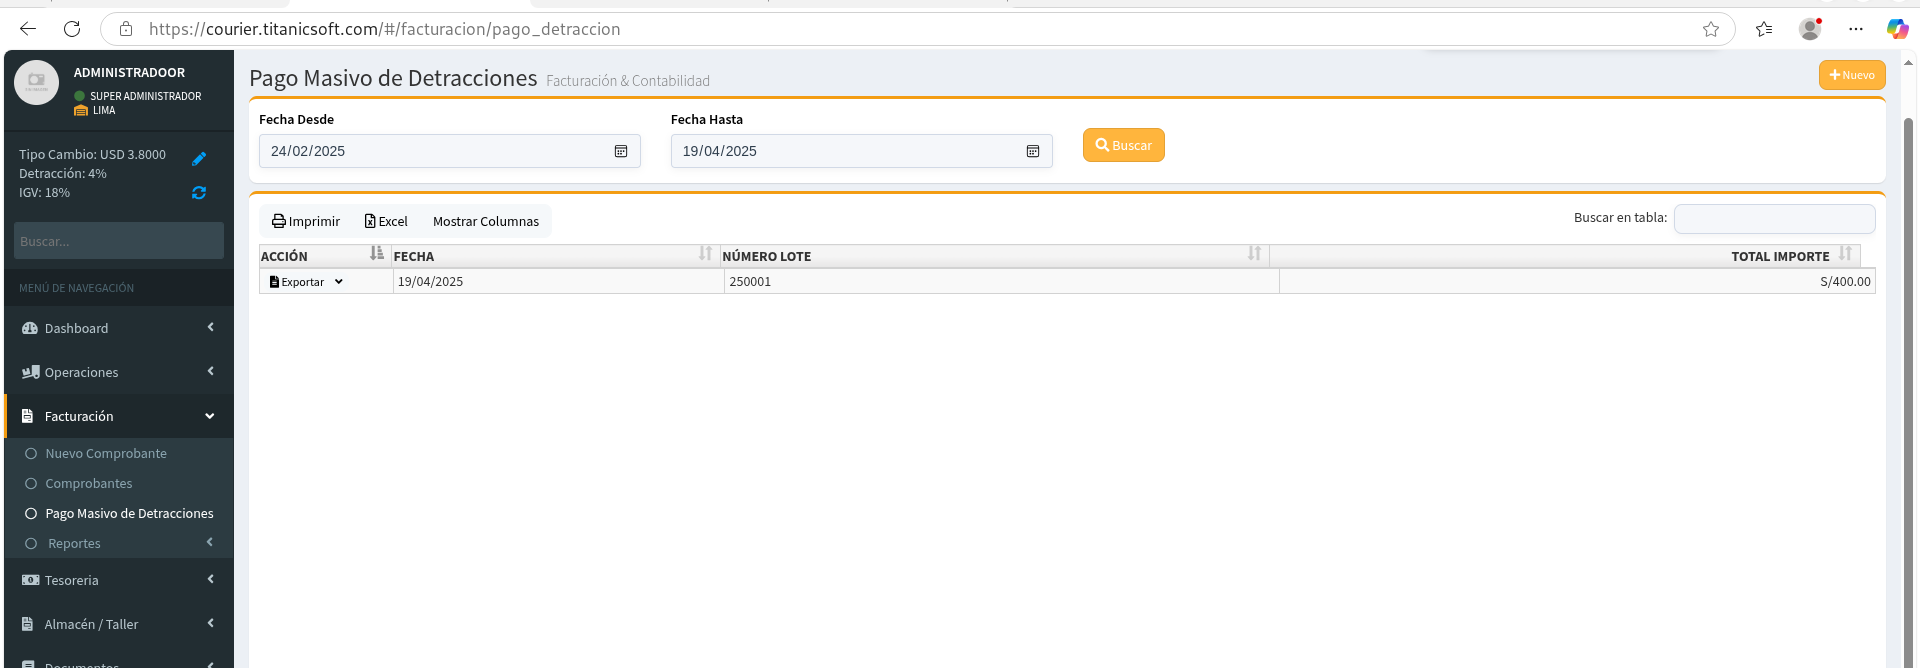 https://courier.titanicsoft.com/#/facturacion/pago_detraccion
ADMINISTRADOOR
SUPER ADMINISTRADOR
LIMA
Tipo Cambio: USD 3.8000
Detracción: 4%
IGV: 18%
Buscar...
MENÚ DE NAVEGACIÓN
Dashboard
Operaciones
Facturación
Nuevo Comprobante
Comprobantes
Pago Masivo de Detracciones
Reportes
Tesoreria
Almacén / Taller
Documentos
Pago Masivo de Detracciones Facturación & Contabilidad
Nuevo
Fecha Desde Fecha Hasta
24/02/2025 19/04/2025 Buscar
Imprimir Excel Mostrar Columnas Buscar en tabla:
ACCIÓN FECHA NÚMERO LOTE TOTAL IMPORTE
Exportar 19/04/2025 250001 S/400.00